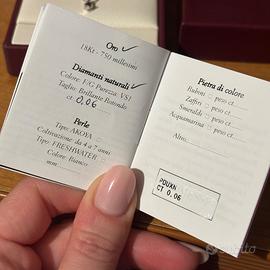 Oro ✓
18Kt - 750 millesimi
Diamanti naturali ✓
Colore: F/G Purezza: VS1
Taglio: Brillante Rotondo
ct. 0,06
Perle
Tipo: AKOYA
Coltivazione: da 4 a 7 anni
Tipo: FRESHWATER
Colore: Bianco
mm
Pietra di colore
Rubini peso ct.
Zaffiri peso ct.
Smeraldi peso ct.
Acquamarina peso ct.
Altro
CT 0.06
subito